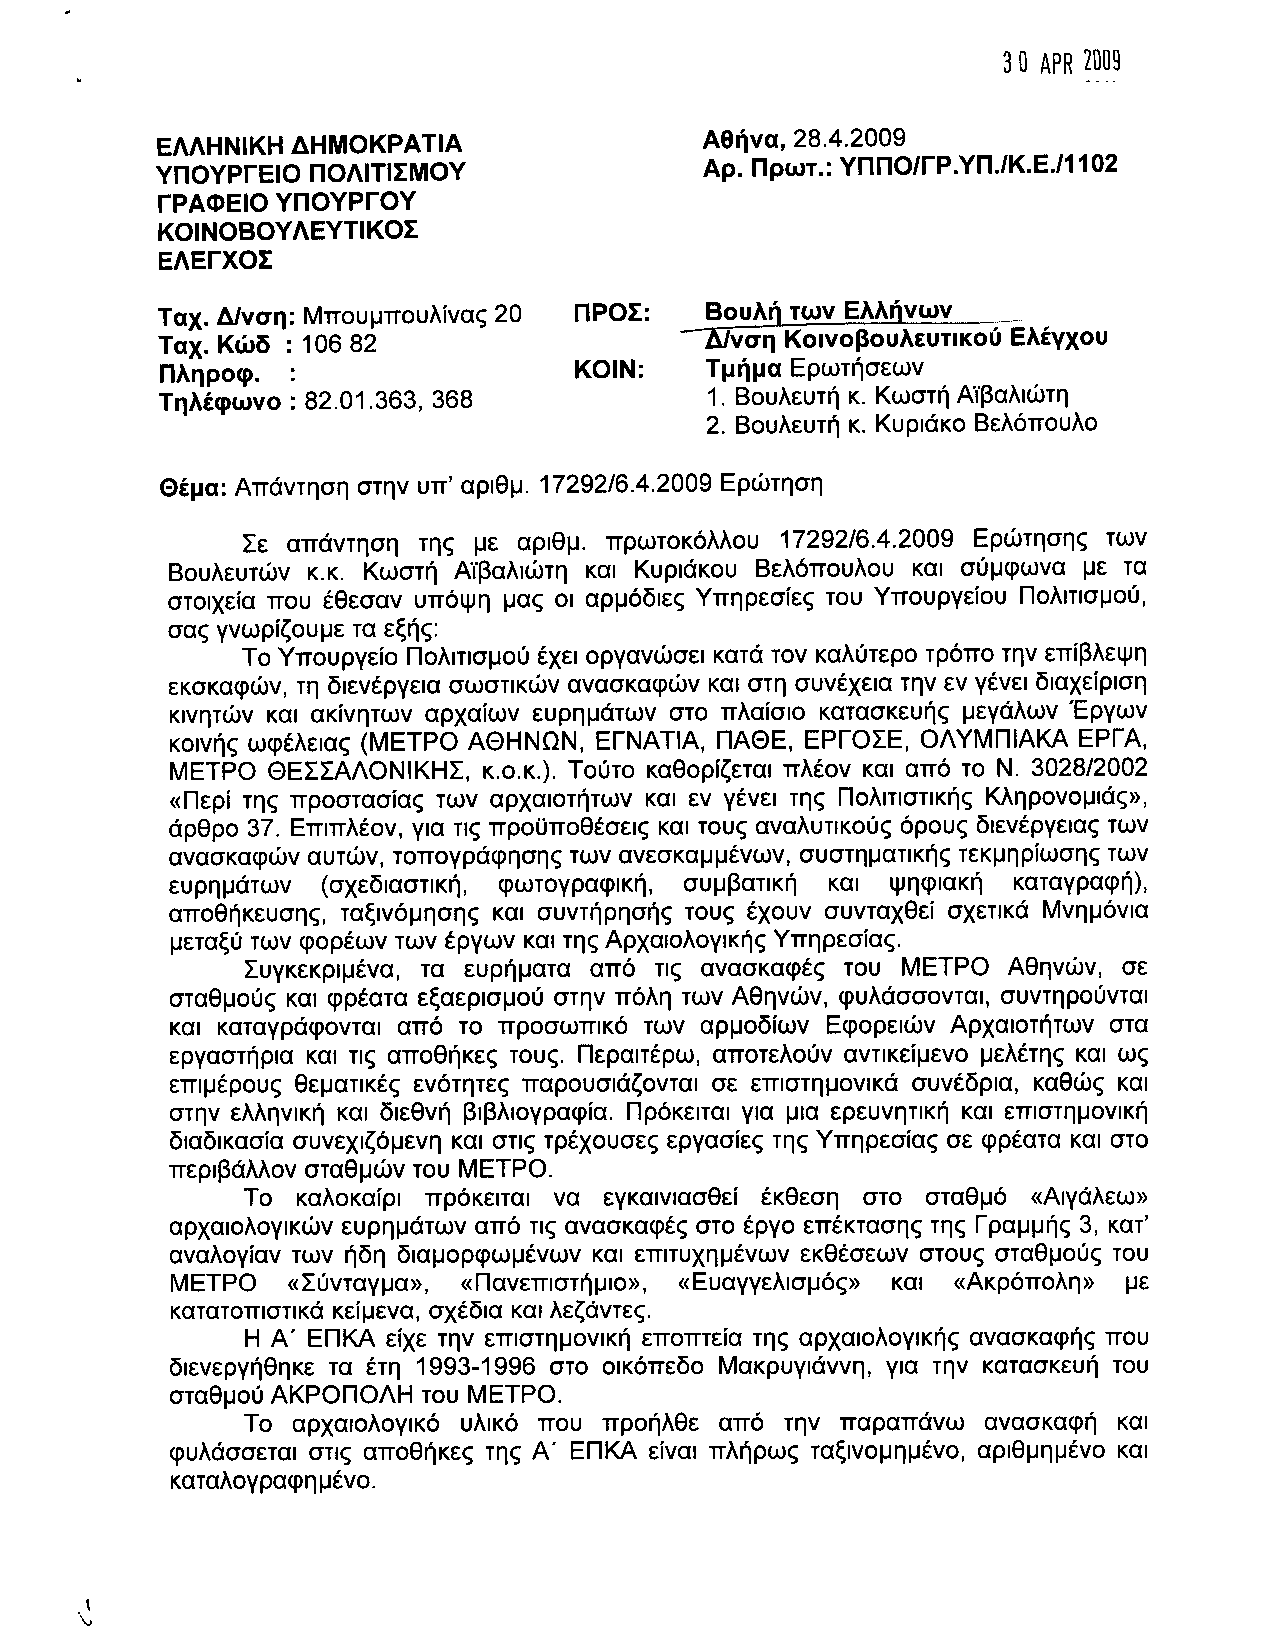 30 APR 2009
ΕΛΛΗΝΙΚΗ ΔΗΜΟΚΡΑΤΙΑ
ΥΠΟΥΡΓΕΙΟ ΠΟΛΙΤΙΣΜΟΥ
ΓΡΑΦΕΙΟ ΥΠΟΥΡΓΟΥ
ΚΟΙΝΟΒΟΥΛΕΥΤΙΚΟΣ
ΕΛΕΓΧΟΣ
Αθήνα, 28.4.2009
Αρ. Πρωτ.: ΥΠΠΟ/ΓΡ.ΥΠ./Κ.Ε./1102
Ταχ. Δ/νση: Μπουμπουλίνας 20
Ταχ. Κώδ : 106 82
Πληροφ. :
Τηλέφωνο : 82.01.363, 368
ΠΡΟΣ: Βουλή των Ελλήνων
Δ/νση Κοινοβουλευτικού Ελέγχου
ΚΟΙΝ: Τμήμα Ερωτήσεων
1. Βουλευτή κ. Κωστή Αϊβαλιώτη
2. Βουλευτή κ. Κυριάκο Βελόπουλο
Θέμα: Απάντηση στην υπ’ αριθμ. 17292/6.4.2009 Ερώτηση
Σε απάντηση της με αριθμ. πρωτοκόλλου 17292/6.4.2009 Ερώτησης των
Βουλευτών κ.κ. Κωστή Αϊβαλιώτη και Κυριάκου Βελόπουλου και σύμφωνα με τα
στοιχεία που έθεσαν υπόψη μας οι αρμόδιες Υπηρεσίες του Υπουργείου Πολιτισμού,
σας γνωρίζουμε τα εξής:
Το Υπουργείο Πολιτισμού έχει οργανώσει κατά τον καλύτερο τρόπο την επίβλεψη
εκσκαφών, τη διενέργεια σωστικών ανασκαφών και στη συνέχεια την εν γένει διαχείριση
κινητών και ακίνητων αρχαίων ευρημάτων στο πλαίσιο κατασκευής μεγάλων Έργων
κοινής ωφέλειας (ΜΕΤΡΟ ΑΘΗΝΩΝ, ΕΓΝΑΤΙΑ, ΠΑΘΕ, ΕΡΓΟΣΕ, ΟΛΥΜΠΙΑΚΑ ΕΡΓΑ,
ΜΕΤΡΟ ΘΕΣΣΑΛΟΝΙΚΗΣ, κ.ο.κ.). Τούτο καθορίζεται πλέον και από το Ν. 3028/2002
«Περί της προστασίας των αρχαιοτήτων και εν γένει της Πολιτιστικής Κληρονομιάς»,
άρθρο 37. Επιπλέον, για τις προϋποθέσεις και τους αναλυτικούς όρους διενέργειας των
ανασκαφών αυτών, τοπογράφησης των ανεσκαμμένων, συστηματικής τεκμηρίωσης των
ευρημάτων (σχεδιαστική, φωτογραφική, συμβατική και ψηφιακή καταγραφή),
αποθήκευσης, ταξινόμησης και συντήρησής τους έχουν συνταχθεί σχετικά Μνημόνια
μεταξύ των φορέων των έργων και της Αρχαιολογικής Υπηρεσίας.
Συγκεκριμένα, τα ευρήματα από τις ανασκαφές του ΜΕΤΡΟ Αθηνών, σε
σταθμούς και φρέατα εξαερισμού στην πόλη των Αθηνών, φυλάσσονται, συντηρούνται
και καταγράφονται από το προσωπικό των αρμοδίων Εφορειών Αρχαιοτήτων στα
εργαστήρια και τις αποθήκες τους. Περαιτέρω, αποτελούν αντικείμενο μελέτης και ως
επιμέρους θεματικές ενότητες παρουσιάζονται σε επιστημονικά συνέδρια, καθώς και
στην ελληνική και διεθνή βιβλιογραφία. Πρόκειται για μια ερευνητική και επιστημονική
διαδικασία συνεχιζόμενη και στις τρέχουσες εργασίες της Υπηρεσίας σε φρέατα και στο
περιβάλλον σταθμών του ΜΕΤΡΟ.
Το καλοκαίρι πρόκειται να εγκαινιασθεί έκθεση στο σταθμό «Αιγάλεω»
αρχαιολογικών ευρημάτων από τις ανασκαφές στο έργο επέκτασης της Γραμμής 3, κατ’
αναλογίαν των ήδη διαμορφωμένων και επιτυχημένων εκθέσεων στους σταθμούς του
ΜΕΤΡΟ «Σύνταγμα», «Πανεπιστήμιο», «Ευαγγελισμός» και «Ακρόπολη» με
κατατοπιστικά κείμενα, σχέδια και λεζάντες.
Η Α΄ ΕΠΚΑ είχε την επιστημονική εποπτεία της αρχαιολογικής ανασκαφής που
διενεργήθηκε τα έτη 1993-1996 στο οικόπεδο Μακρυγιάννη, για την κατασκευή του
σταθμού ΑΚΡΟΠΟΛΗ του ΜΕΤΡΟ.
Το αρχαιολογικό υλικό που προήλθε από την παραπάνω ανασκαφή και
φυλάσσεται στις αποθήκες της Α΄ ΕΠΚΑ είναι πλήρως ταξινομημένο, αριθμημένο και
καταλογραφημένο.